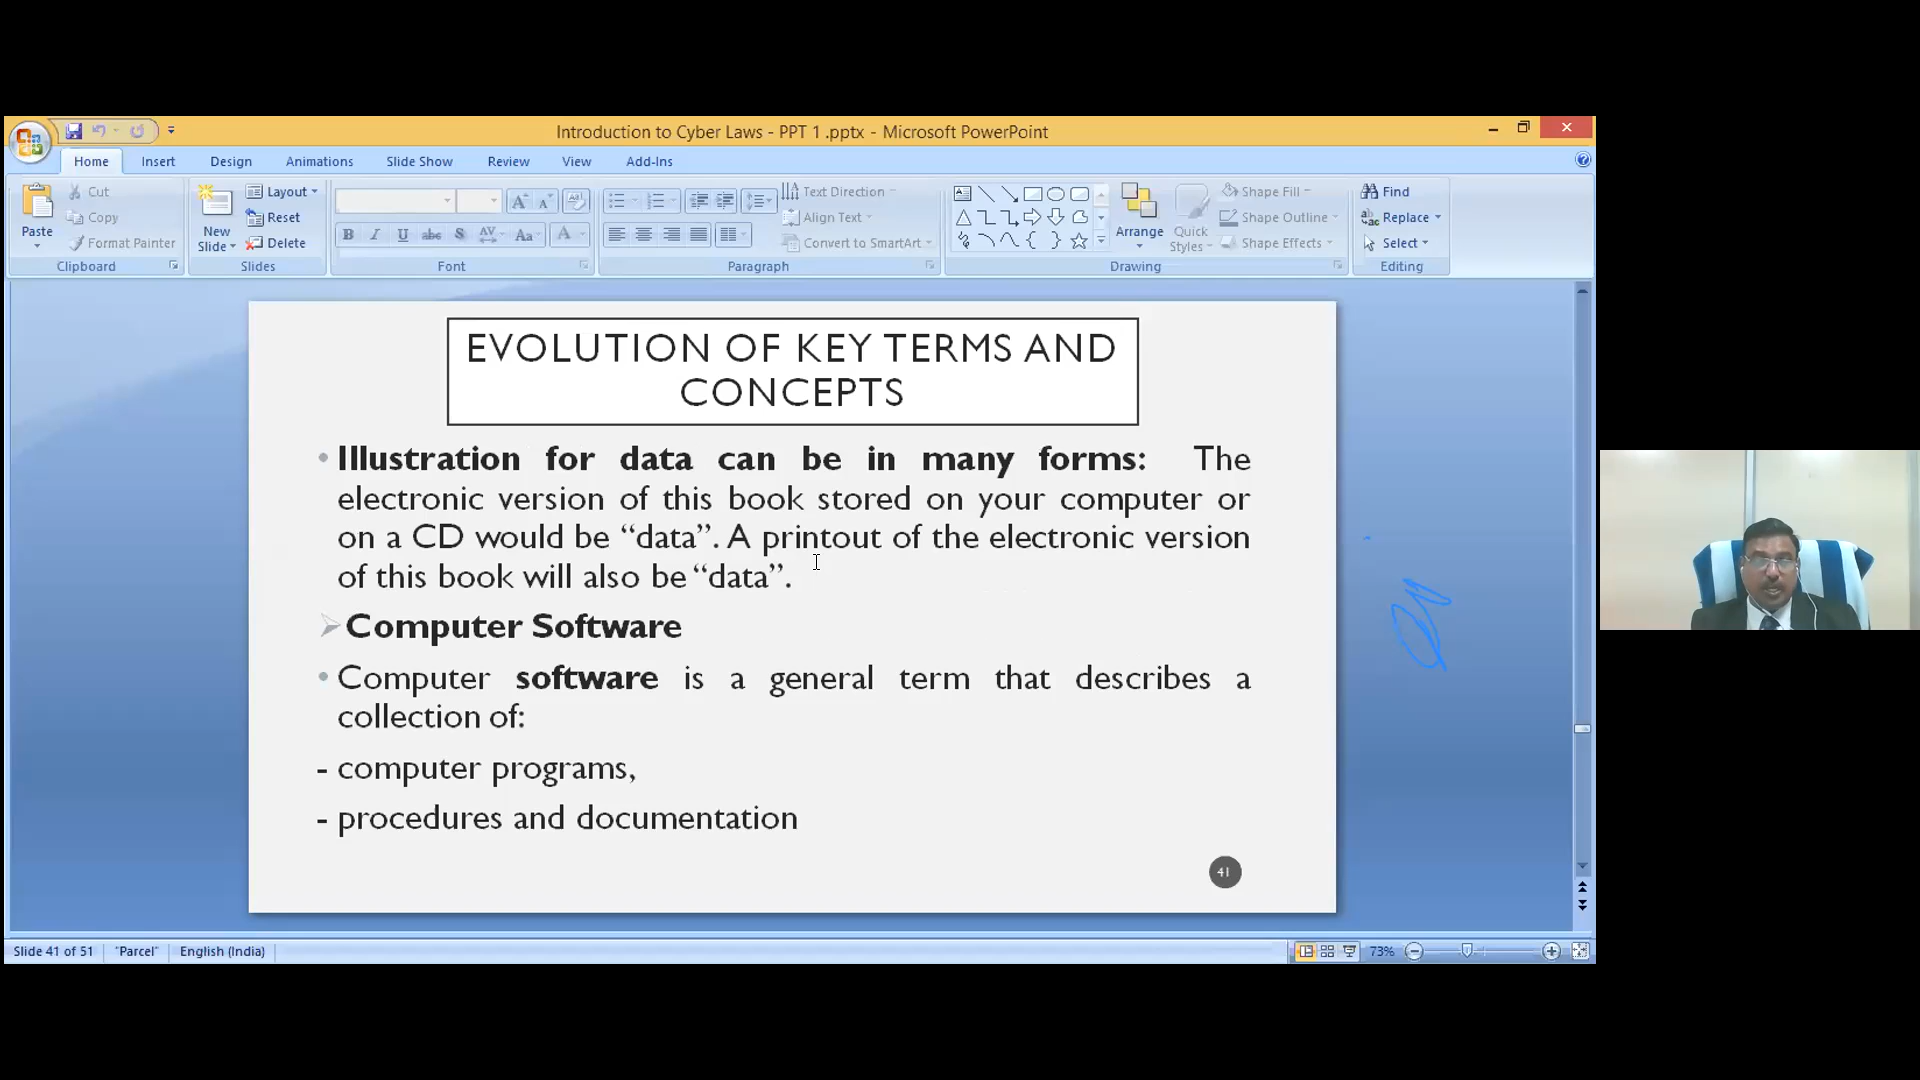 Introduction to Cyber Laws - PPT 1 .pptx - Microsoft PowerPoint
Home Insert Design Animations Slide Show Review View Add-Ins
Paste
Cut
Copy
Format Painter
Clipboard
New Slide
Layout
Reset
Delete
Slides
Font
Text Direction
Align Text
Convert to SmartArt
Paragraph
Arrange
Quick Styles
Shape Fill
Shape Outline
Shape Effects
Drawing
Find
Replace
Select
Editing
EVOLUTION OF KEY TERMS AND
CONCEPTS
• Illustration for data can be in many forms: The
electronic version of this book stored on your computer or
on a CD would be “data”. A printout of the electronic version
of this book will also be “data”.
Computer Software
• Computer software is a general term that describes a
collection of:
- computer programs,
- procedures and documentation
41
Slide 41 of 51 "Parcel" English (India) 73%